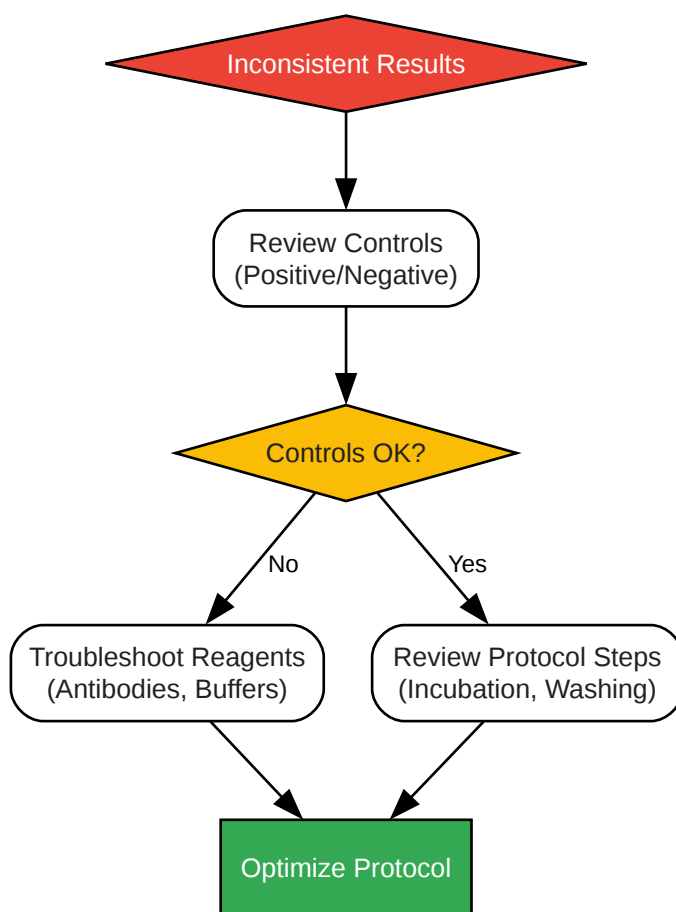 Inconsistent Results
Review Controls
(Positive/Negative)
Controls OK?
No
Yes
Troubleshoot Reagents
(Antibodies, Buffers)
Review Protocol Steps
(Incubation, Washing)
Optimize Protocol